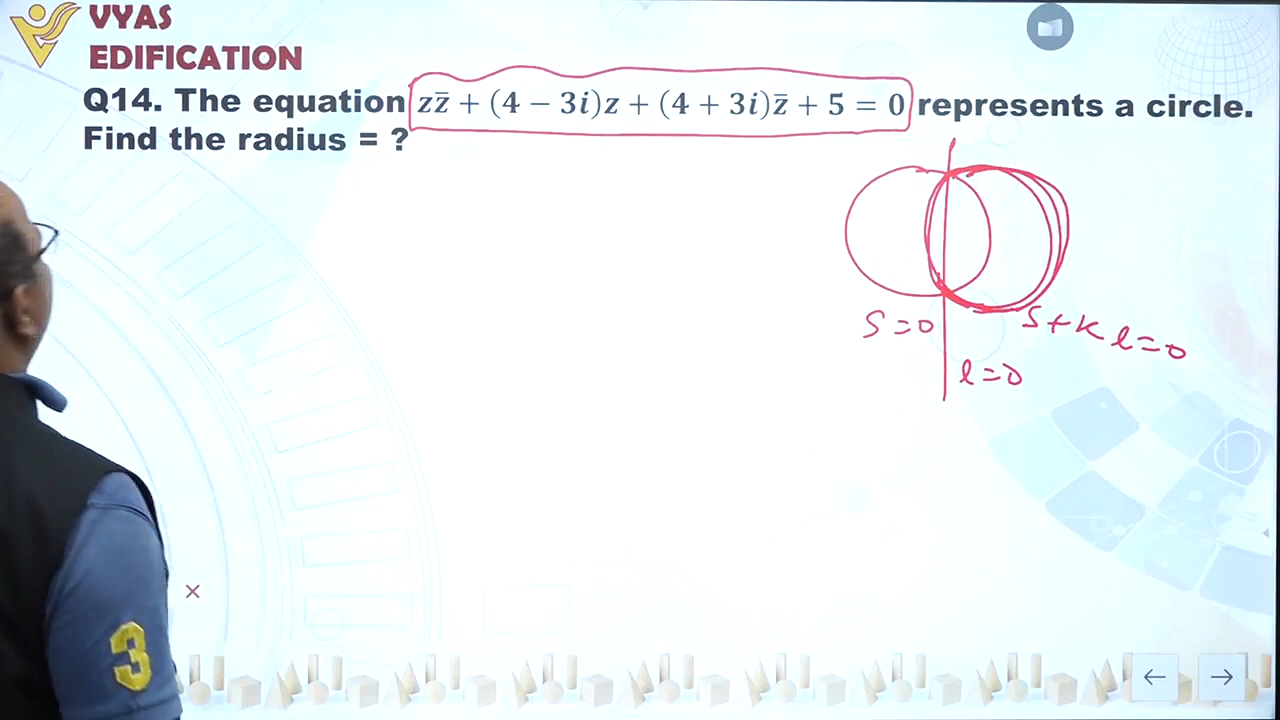 VYAS
EDIFICATION
Q14. The equation zz̄ + (4 − 3i)z + (4 + 3i)z̄ + 5 = 0 represents a circle.
Find the radius = ?
S=0
S+Kl=0
l=0
3